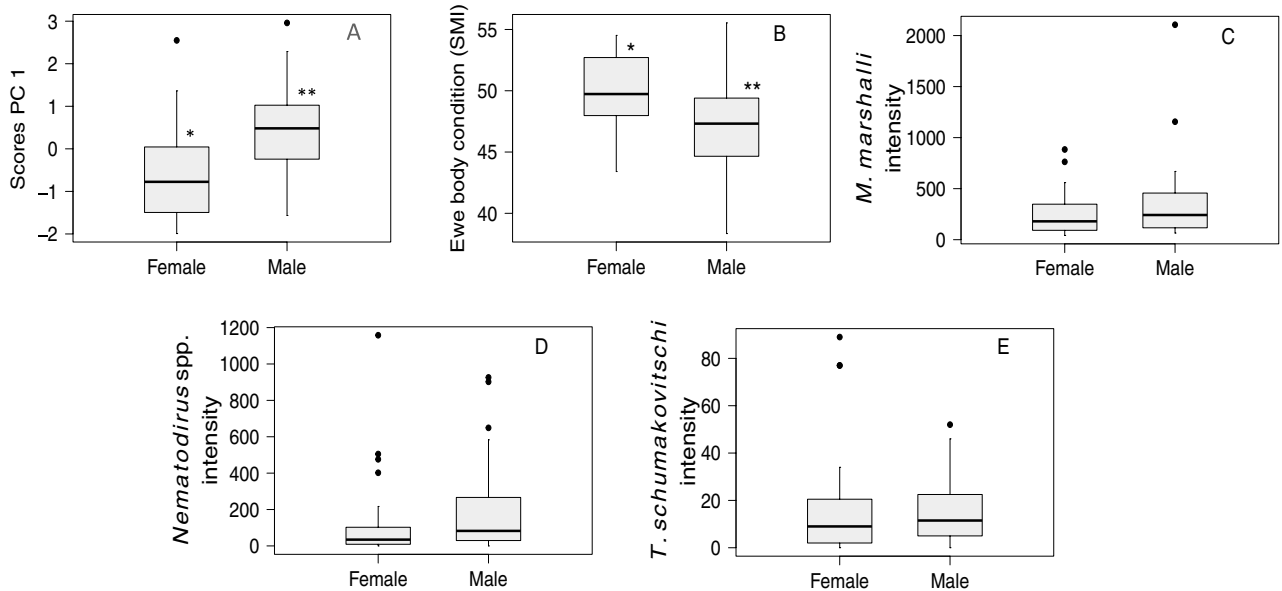 A
Scores PC 1
3
2
1
0
−1
−2
*
**
Female
Male
B
Ewe body condition (SMI)
55
50
45
40
*
**
Female
Male
C
M. marshalli
intensity
2000
1000
500
0
Female
Male
D
Nematodirus spp.
intensity
1200
1000
800
600
400
200
0
Female
Male
E
T. schumakovitschi
intensity
80
60
40
20
0
Female
Male